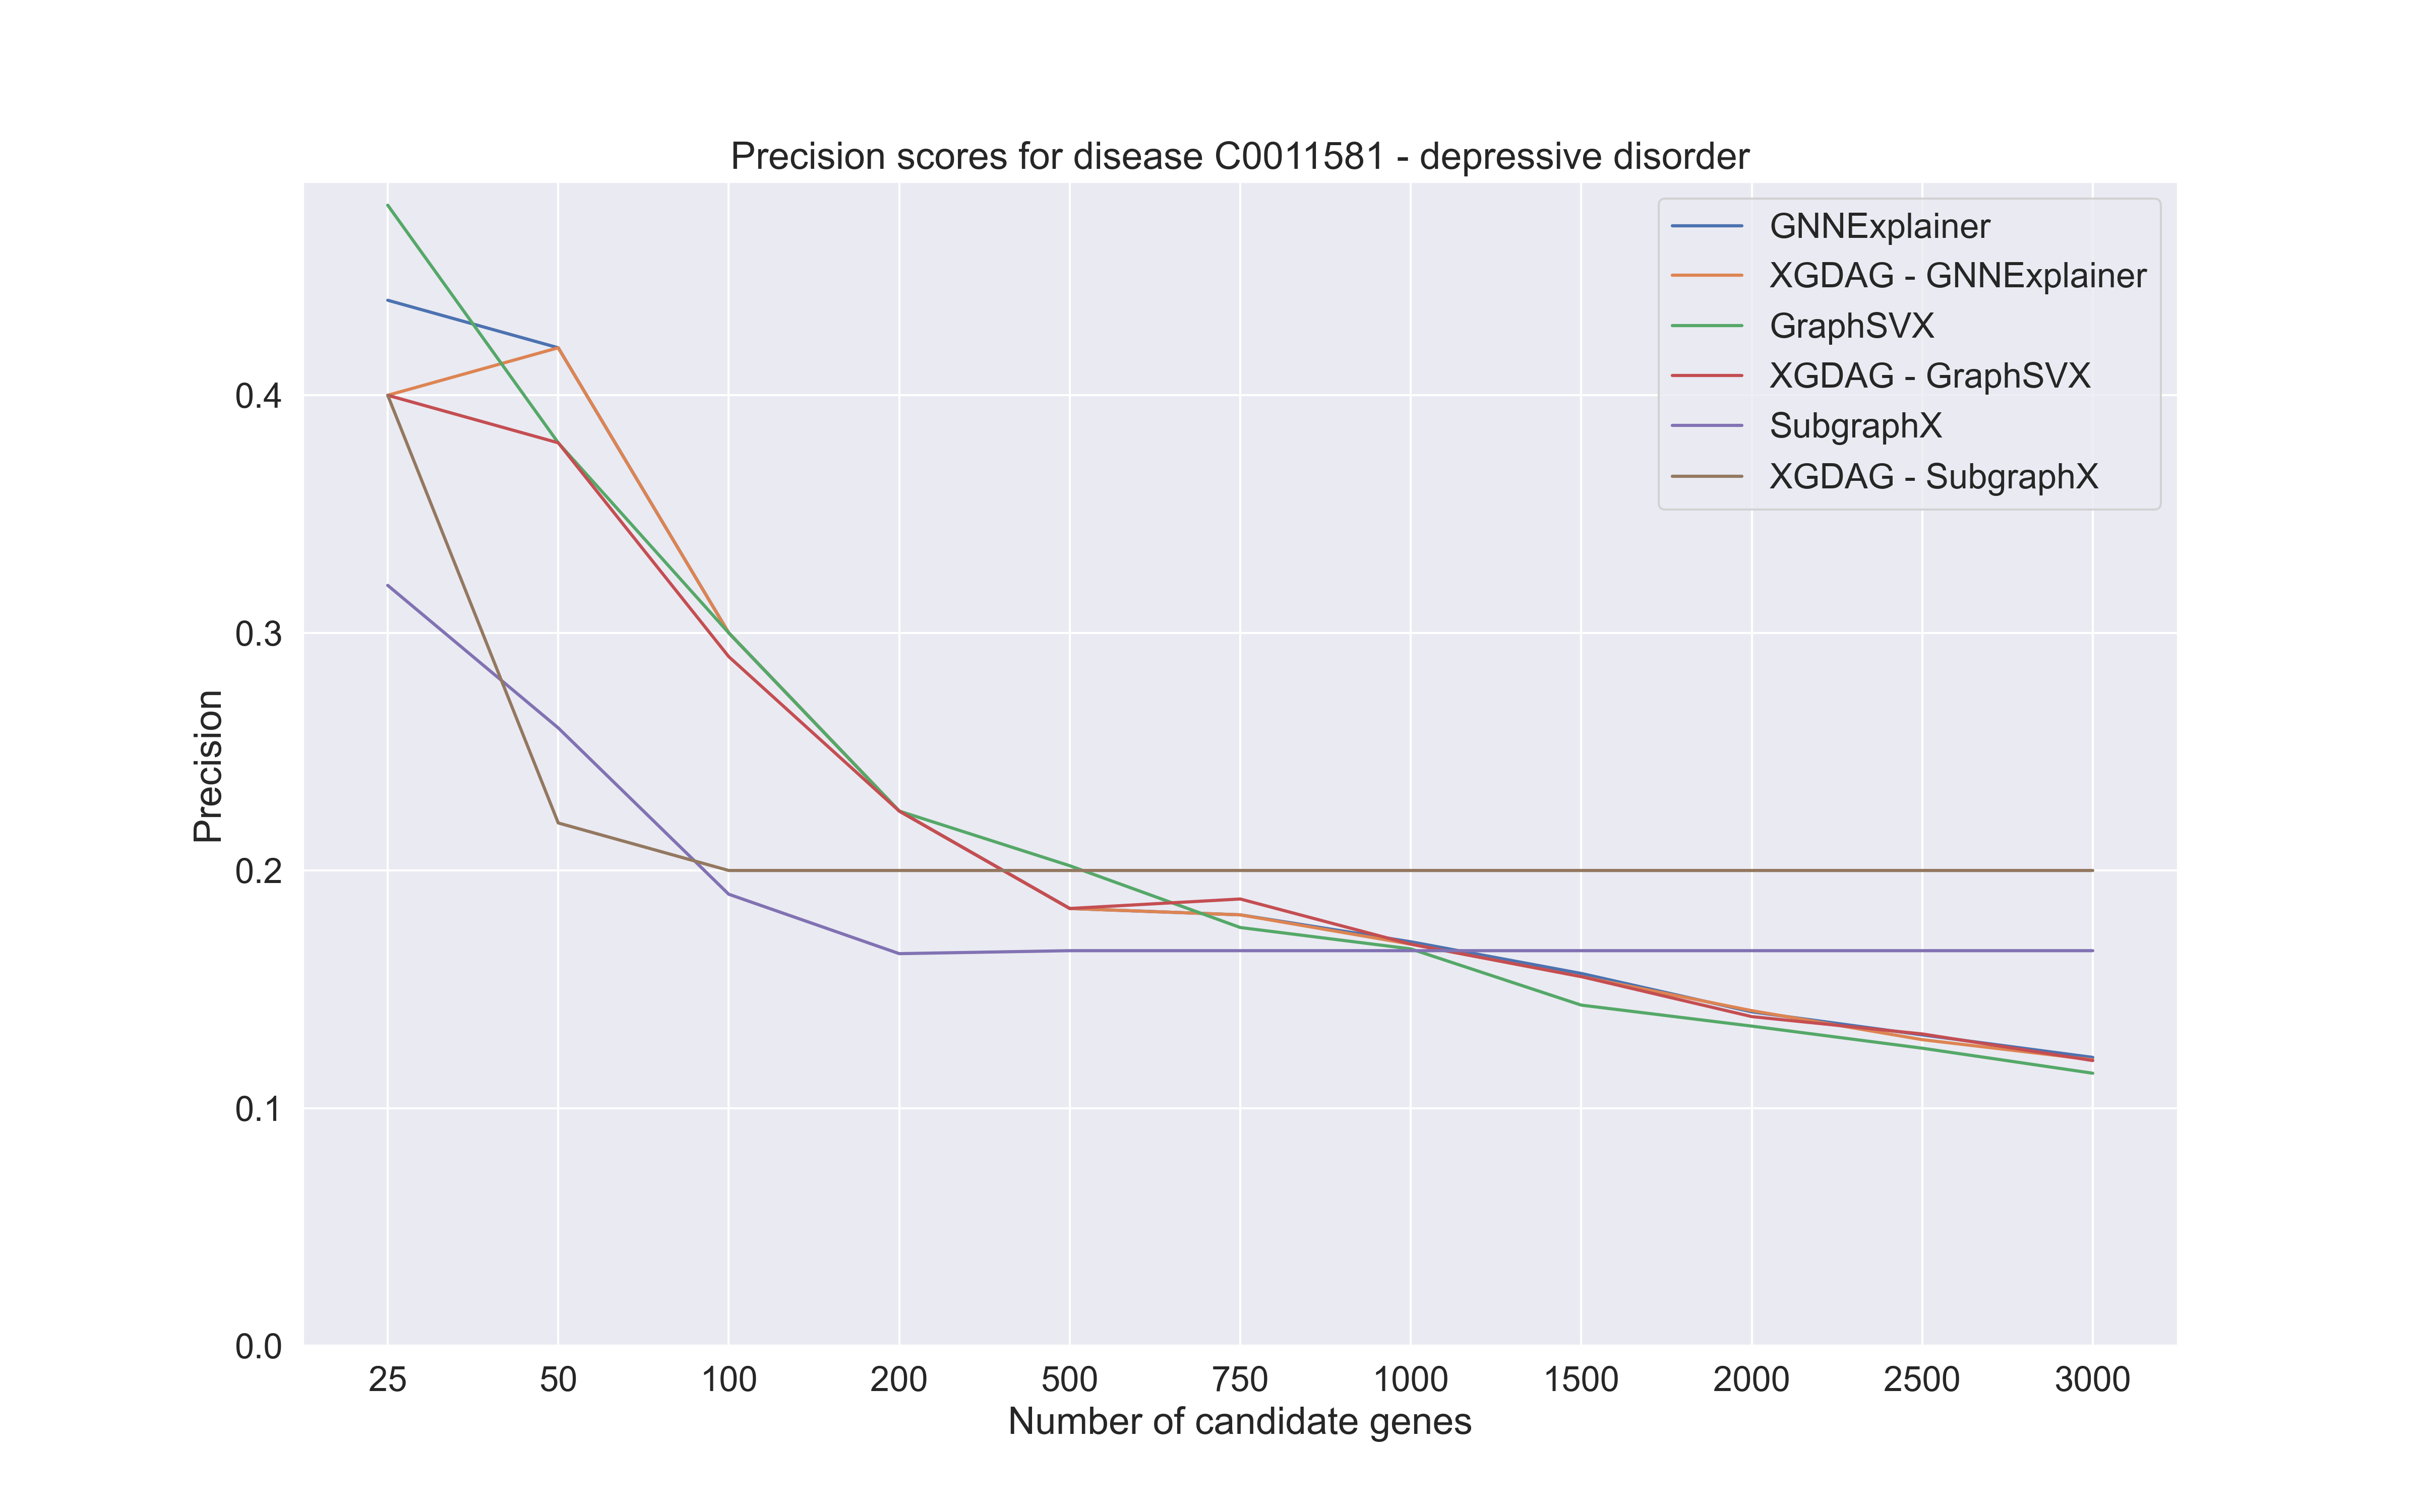 Precision scores for disease C0011581 - depressive disorder
GNNExplainer
XGDAG - GNNExplainer
GraphSVX
XGDAG - GraphSVX
SubgraphX
XGDAG - SubgraphX
Precision
0.4
0.3
0.2
0.1
0.0
25 50 100 200 500 750 1000 1500 2000 2500 3000
Number of candidate genes